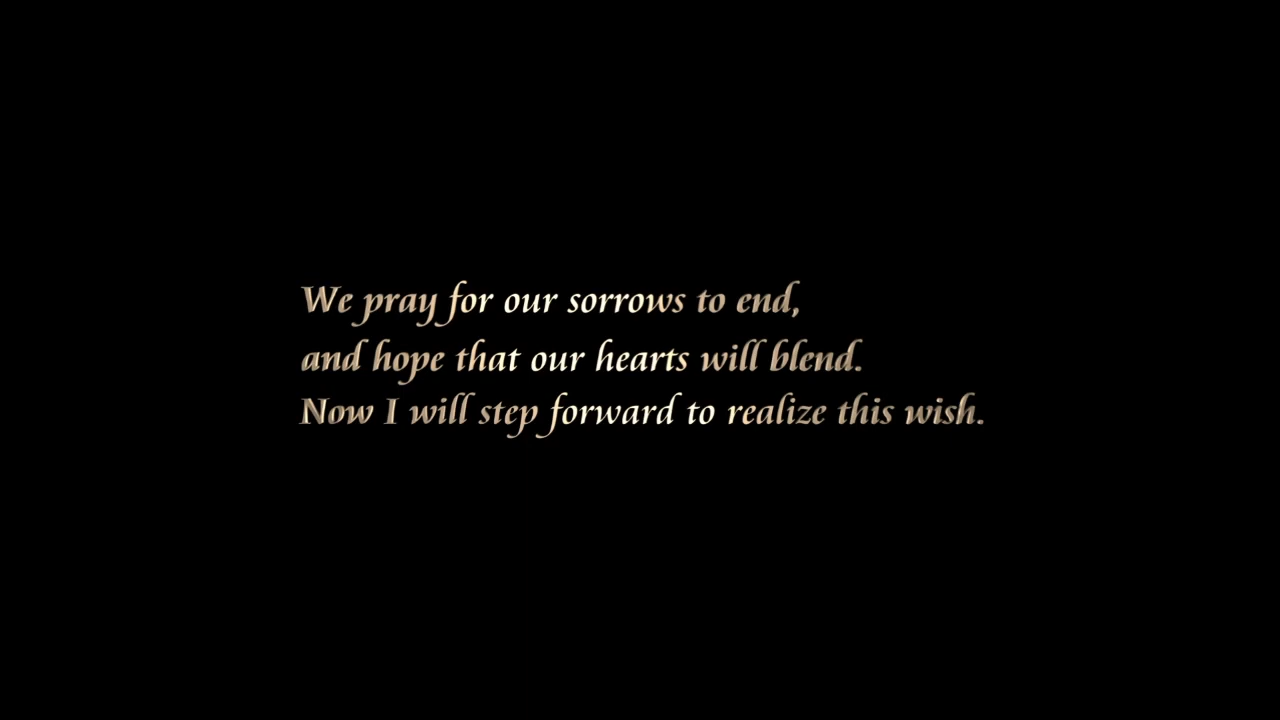 We pray for our sorrows to end,
and hope that our hearts will blend.
Now I will step forward to realize this wish.